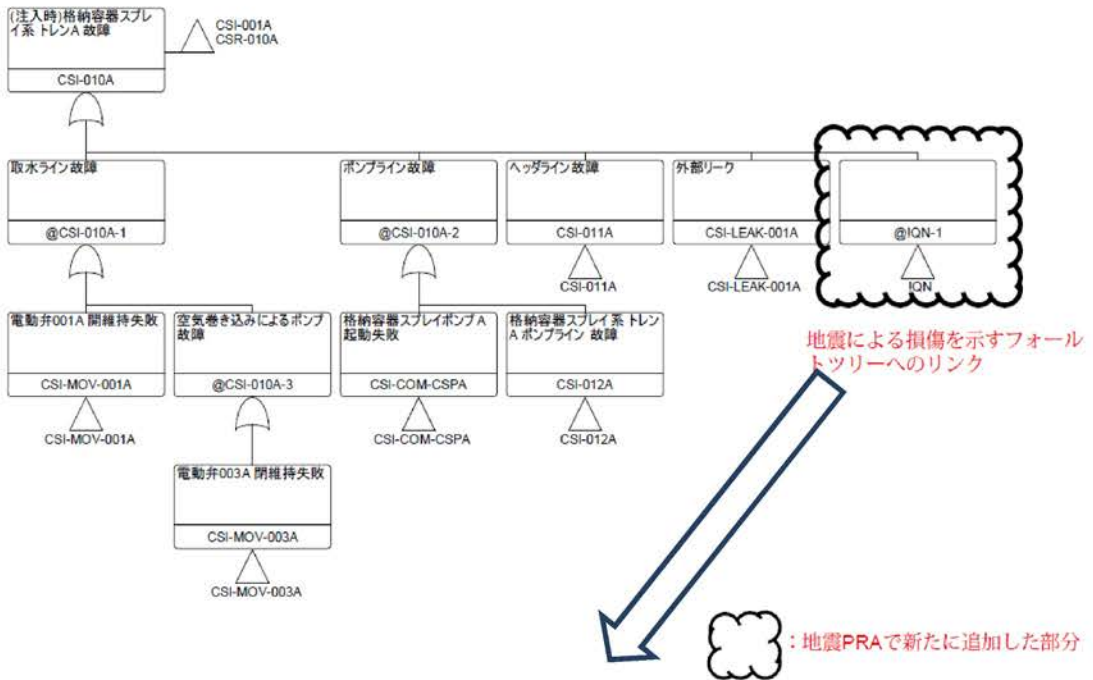 (注入時)格納容器スプレ
イ系 トレンA 故障
CSI-010A
CSI-001A
CSR-010A
取水ライン故障
@CSI-010A-1
ポンプライン故障
@CSI-010A-2
ヘッダライン故障
CSI-011A
CSI-011A
外部リーク
CSI-LEAK-001A
CSI-LEAK-001A
@IQN-1
IQN
電動弁001A 開維持失敗
CSI-MOV-001A
CSI-MOV-001A
空気巻き込みによるポンプ
故障
@CSI-010A-3
格納容器スプレイポンプ A
起動失敗
CSI-COM-CSPA
CSI-COM-CSPA
格納容器スプレイ系 トレン
A ポンプライン 故障
CSI-012A
CSI-012A
地震による損傷を示すフォール
トツリーへのリンク
電動弁003A 閉維持失敗
CSI-MOV-003A
CSI-MOV-003A
：地震PRAで新たに追加した部分